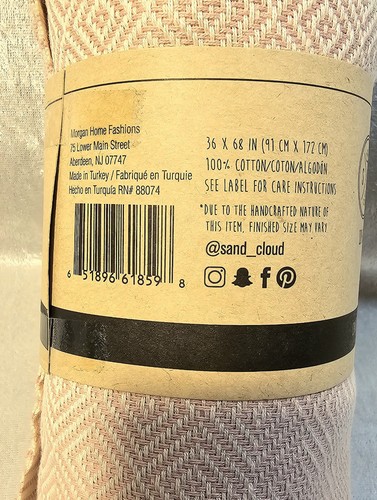 Morgan Home Fashions
75 Lower Main Street
Aberdeen, NJ 07747
Made in Turkey / Fabriqué en Turquie
Hecho en Turquía RN# 88074
6 51896 61859 8
36 X 68 IN (91 CM X 172 CM)
100% COTTON/COTON/ALGODÓN
SEE LABEL FOR CARE INSTRUCTIONS
*DUE TO THE HANDCRAFTED NATURE OF
THIS ITEM, FINISHED SIZE MAY VARY
@sand_cloud